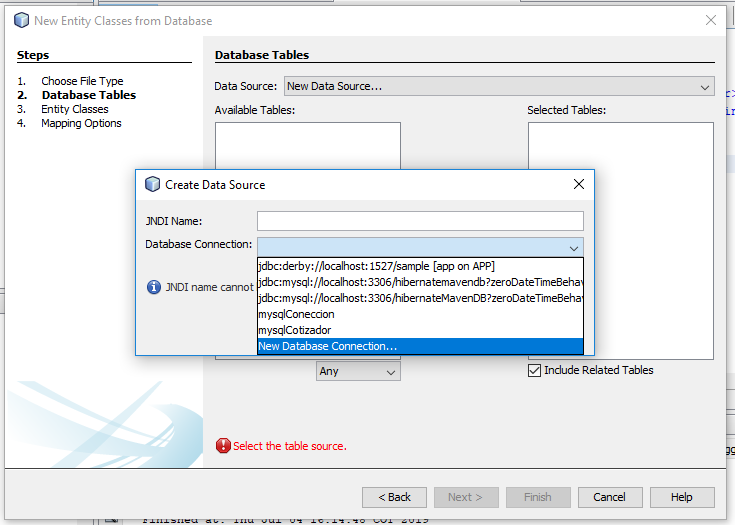 New Entity Classes from Database
Steps
1. Choose File Type
2. Database Tables
3. Entity Classes
4. Mapping Options
Database Tables
Data Source: New Data Source...
Available Tables:
Selected Tables:
Create Data Source
JNDI Name:
Database Connection:
jdbc:derby://localhost:1527/sample [app on APP]
jdbc:mysql://localhost:3306/hibernatemavendb?zeroDateTimeBehav
jdbc:mysql://localhost:3306/hibernateMavenDB?zeroDateTimeBehav
mysqlConeccion
mysqlCotizador
New Database Connection...
JNDI name cannot
Any
Include Related Tables
Select the table source.
< Back
Next >
Finish
Cancel
Help
Finished at: Thu Jul 04 16:14:48 COT 2019